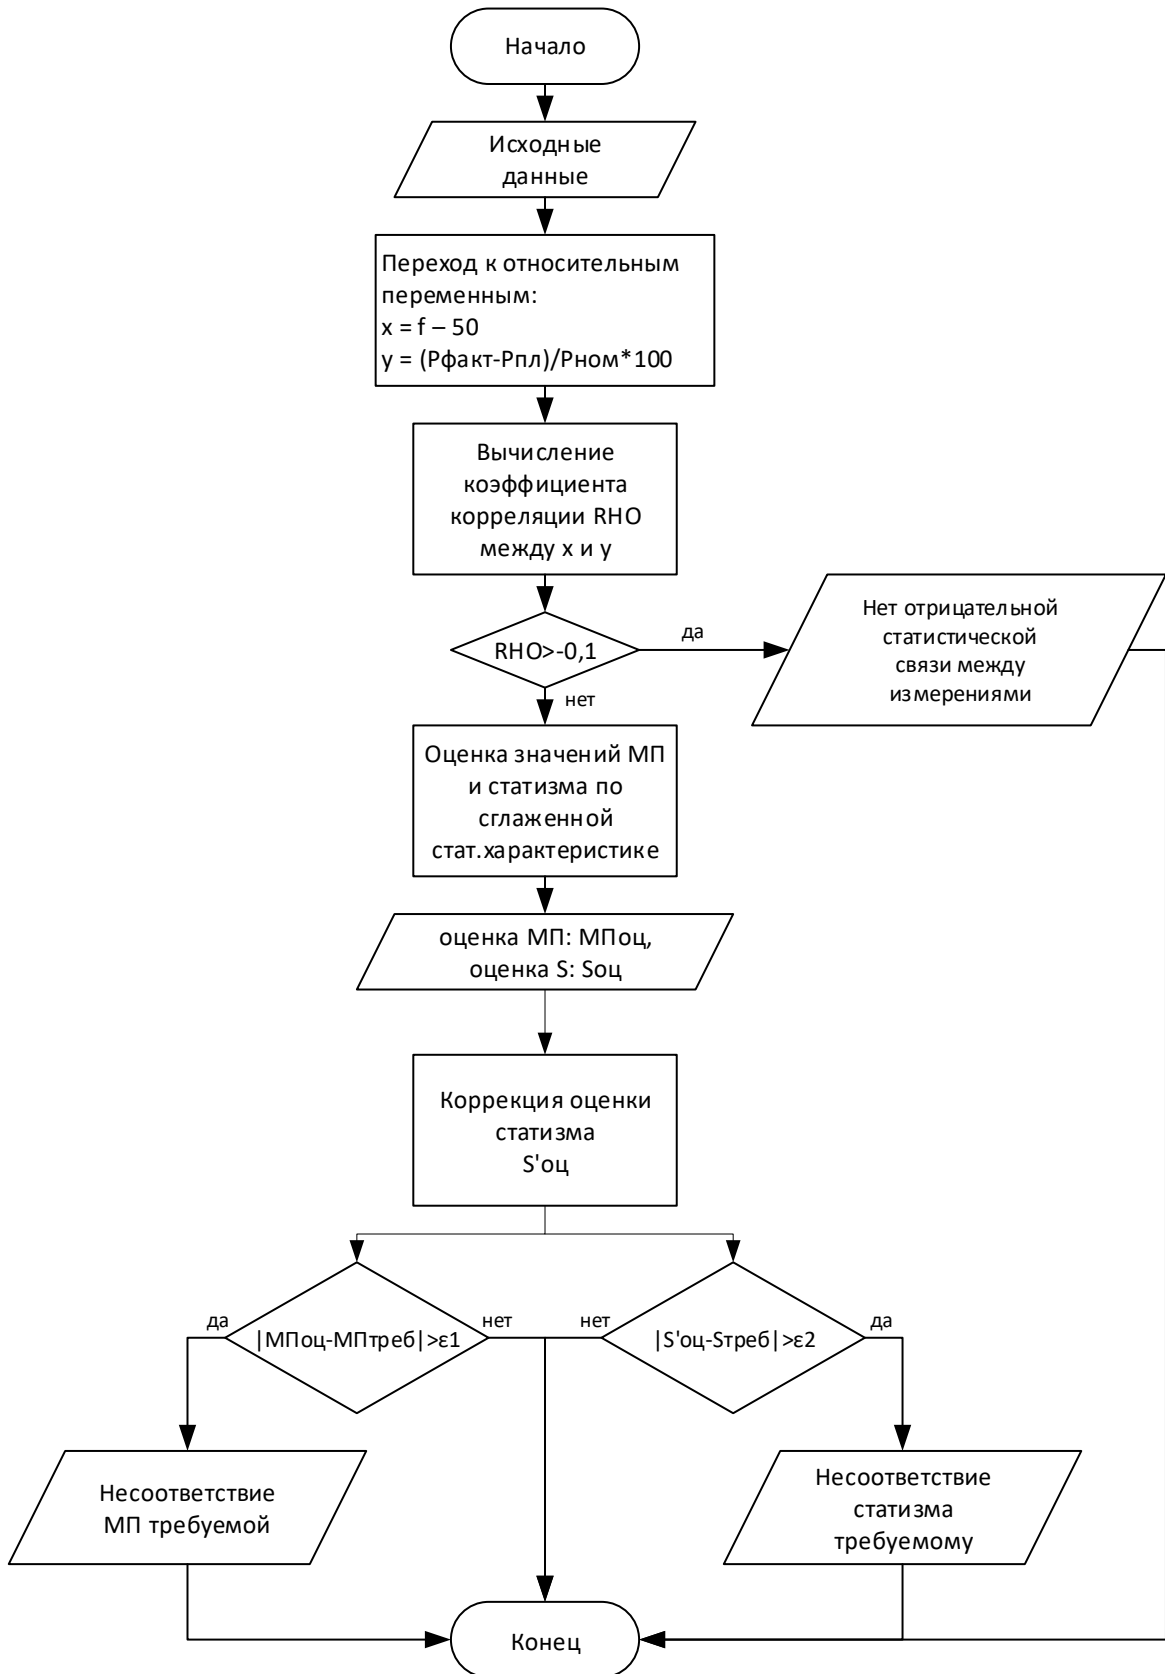 Начало
Исходные
данные
Переход к относительным
переменным:
x = f – 50
y = (Pфакт-Pпл)/Pном*100
Вычисление
коэффициента
корреляции RHO
между x и y
RHO>-0,1
да
Нет отрицательной
статистической
связи между
измерениями
нет
Оценка значений МП
и статизма по
сглаженной
стат.характеристике
оценка МП: МПоц,
оценка S: Sоц
Коррекция оценки
статизма
S'оц
да
|МПоц-МПтреб|>ε1
нет
нет
|S'оц-Sтреб|>ε2
да
Несоответствие
МП требуемой
Несоответствие
статизма
требуемому
Конец